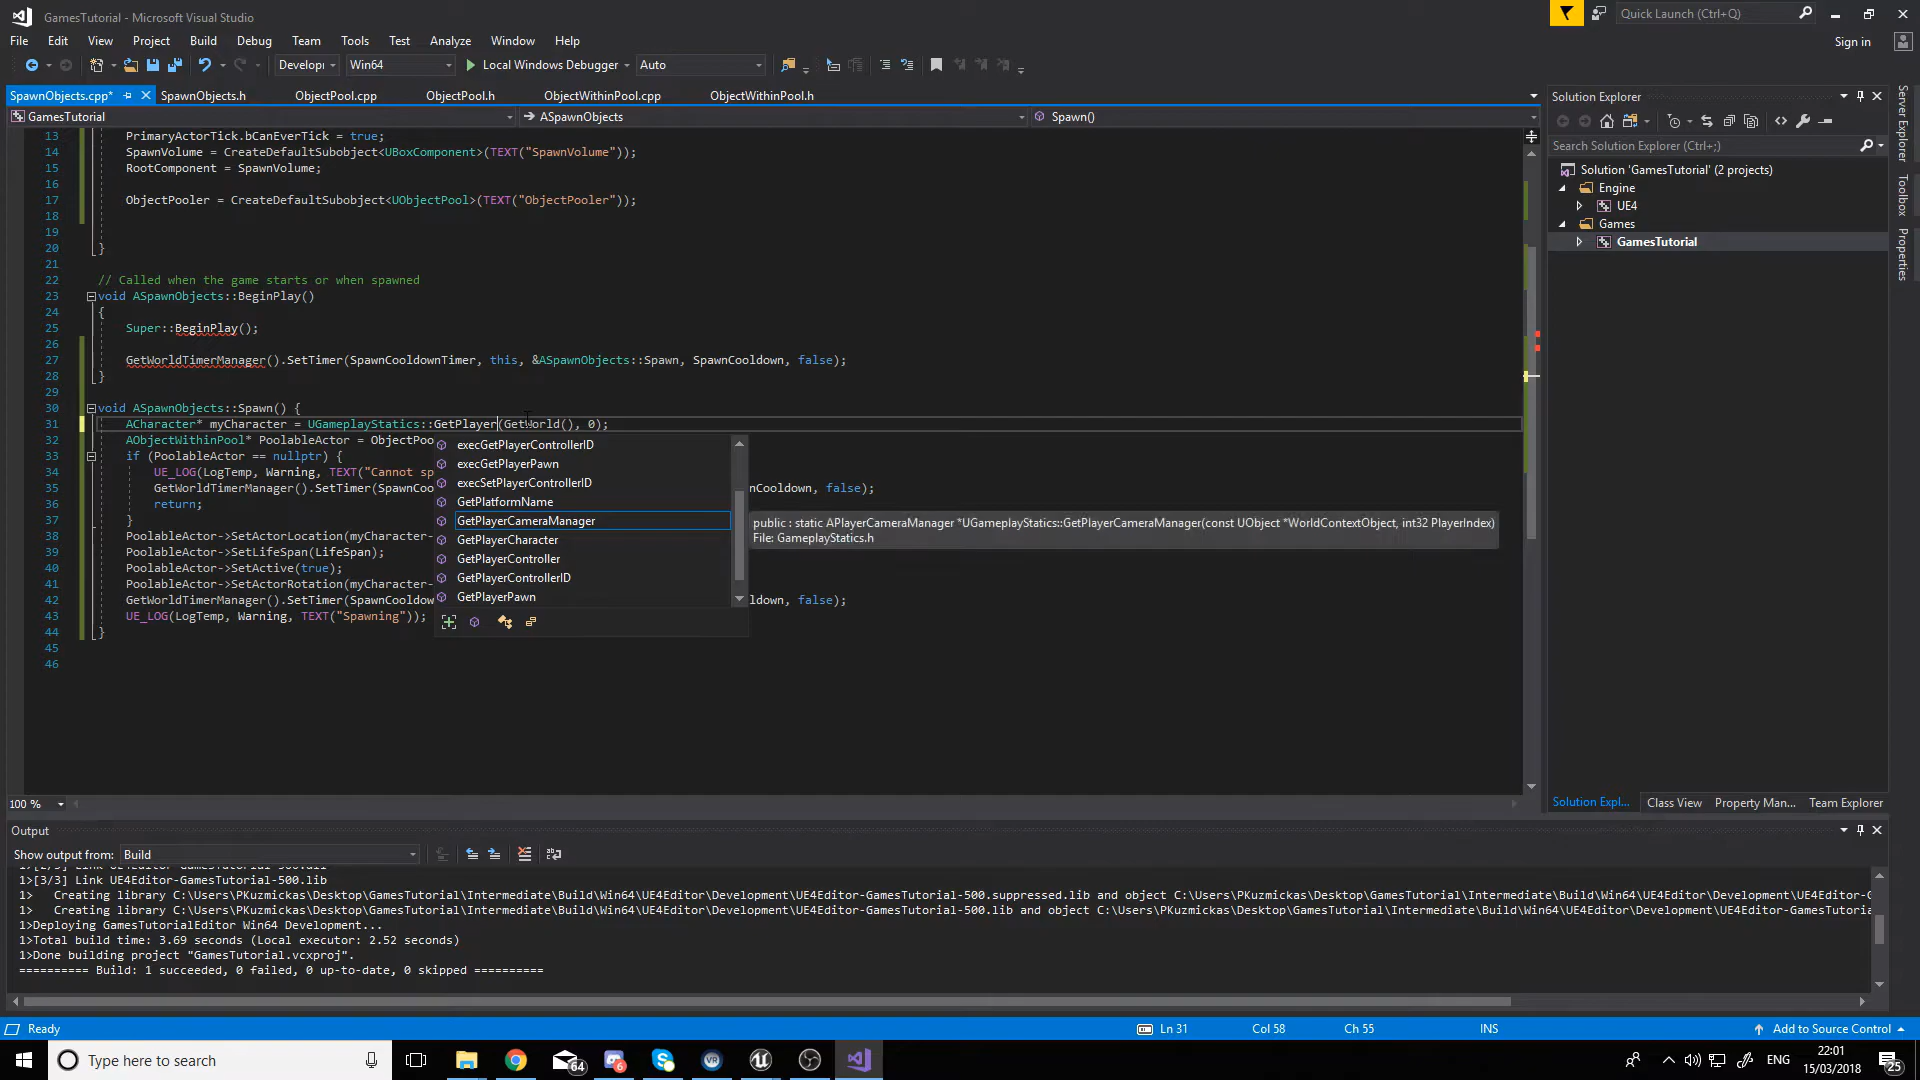 GamesTutorial - Microsoft Visual Studio
Quick Launch (Ctrl+Q)
File Edit View Project Build Debug Team Tools Test Analyze Window Help
Sign in
Develop Win64 Local Windows Debugger Auto
SpawnObjects.cpp* SpawnObjects.h ObjectPool.cpp ObjectPool.h ObjectWithinPool.cpp ObjectWithinPool.h
GamesTutorial ASpawnObjects Spawn()
13 PrimaryActorTick.bCanEverTick = true;
14 SpawnVolume = CreateDefaultSubobject<UBoxComponent>(TEXT("SpawnVolume"));
15 RootComponent = SpawnVolume;
16
17 ObjectPooler = CreateDefaultSubobject<UObjectPool>(TEXT("ObjectPooler"));
18
19
20 }
21
22 // Called when the game starts or when spawned
23 void ASpawnObjects::BeginPlay()
24 {
25 Super::BeginPlay();
26
27 GetWorldTimerManager().SetTimer(SpawnCooldownTimer, this, &ASpawnObjects::Spawn, SpawnCooldown, false);
28 }
29
30 void ASpawnObjects::Spawn() {
31 ACharacter* myCharacter = UGameplayStatics::GetPlayer(GetWorld(), 0);
32 AObjectWithinPool* PoolableActor = ObjectPoo
33 if (PoolableActor == nullptr) {
34 UE_LOG(LogTemp, Warning, TEXT("Cannot sp
35 GetWorldTimerManager().SetTimer(SpawnCoo nCooldown, false);
36 return;
37 }
38 PoolableActor->SetActorLocation(myCharacter-
39 PoolableActor->SetLifeSpan(LifeSpan);
40 PoolableActor->SetActive(true);
41 PoolableActor->SetActorRotation(myCharacter-
42 GetWorldTimerManager().SetTimer(SpawnCooldow ldown, false);
43 UE_LOG(LogTemp, Warning, TEXT("Spawning"));
44 }
45
46
execGetPlayerControllerID
execGetPlayerPawn
execSetPlayerControllerID
GetPlatformName
GetPlayerCameraManager
GetPlayerCharacter
GetPlayerController
GetPlayerControllerID
GetPlayerPawn
public : static APlayerCameraManager *UGameplayStatics::GetPlayerCameraManager(const UObject *WorldContextObject, int32 PlayerIndex)
File: GameplayStatics.h
100 %
Solution Explorer
Search Solution Explorer (Ctrl+;)
Solution 'GamesTutorial' (2 projects)
Engine
UE4
Games
GamesTutorial
Solution Expl... Class View Property Man... Team Explorer
Server Explorer
Toolbox
Properties
Output
Show output from: Build
1>[3/3] Link UE4Editor-GamesTutorial-500.lib
1> Creating library C:\Users\PKuzmickas\Desktop\GamesTutorial\Intermediate\Build\Win64\UE4Editor\Development\UE4Editor-GamesTutorial-500.suppressed.lib and object C:\Users\PKuzmickas\Desktop\GamesTutorial\Intermediate\Build\Win64\UE4Editor\Development\UE4Editor-G
1> Creating library C:\Users\PKuzmickas\Desktop\GamesTutorial\Intermediate\Build\Win64\UE4Editor\Development\UE4Editor-GamesTutorial-500.lib and object C:\Users\PKuzmickas\Desktop\GamesTutorial\Intermediate\Build\Win64\UE4Editor\Development\UE4Editor-GamesTutorial
1>Deploying GamesTutorialEditor Win64 Development...
1>Total build time: 3.69 seconds (Local executor: 2.52 seconds)
1>Done building project "GamesTutorial.vcxproj".
========== Build: 1 succeeded, 0 failed, 0 up-to-date, 0 skipped ==========
Ready Ln 31 Col 58 Ch 55 INS Add to Source Control
Type here to search
64
6
ENG
22:01
15/03/2018
25